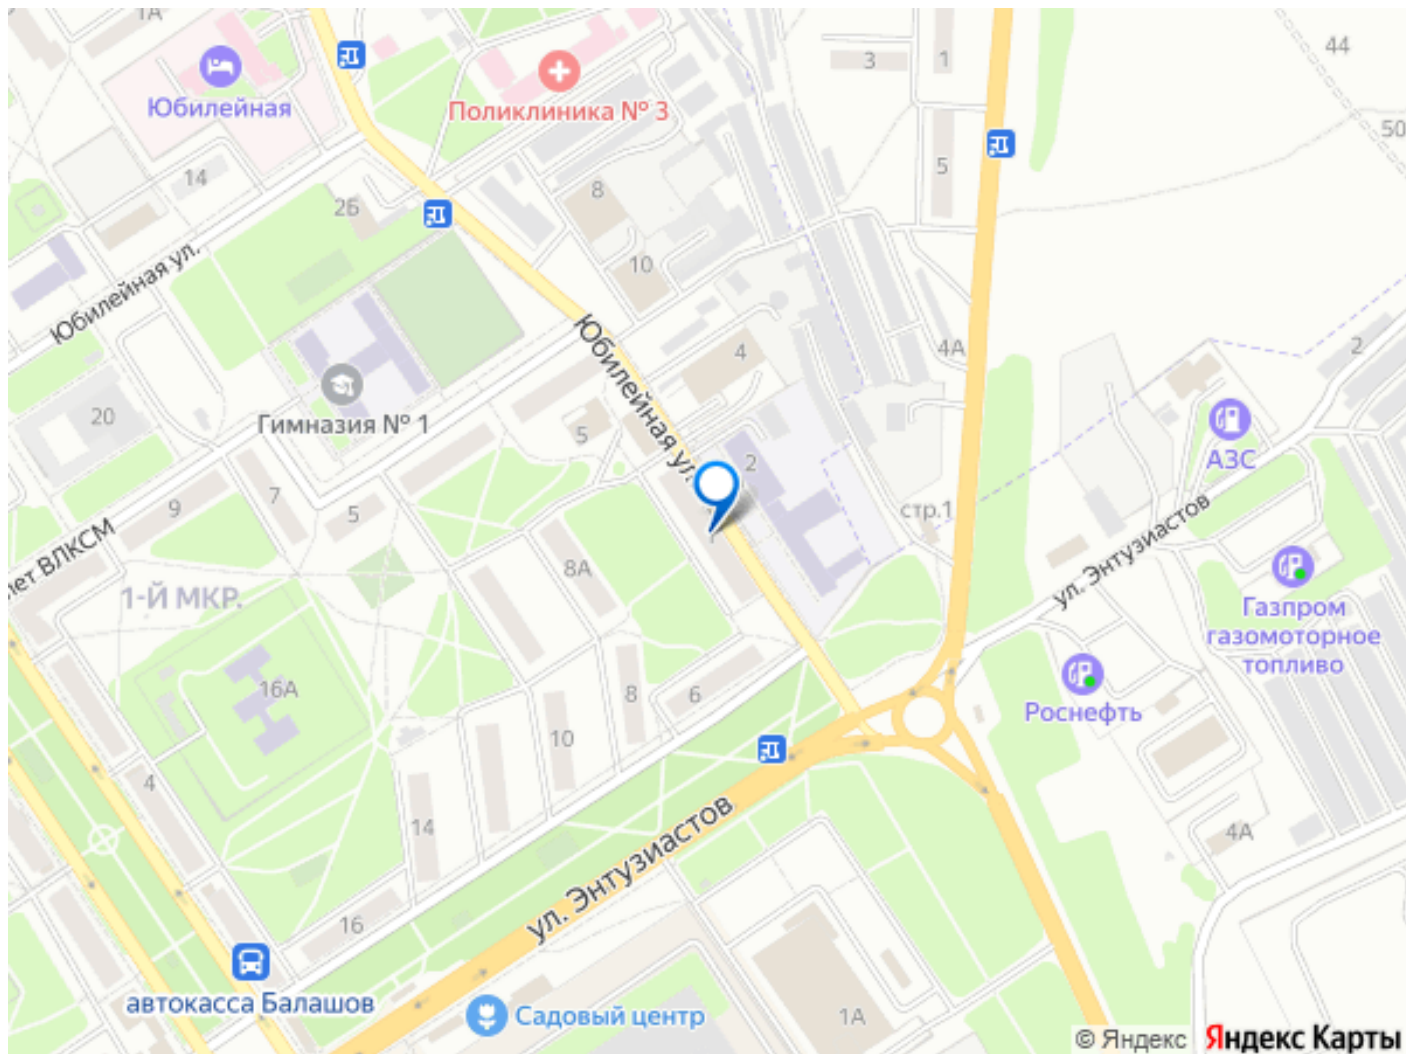 1А
44
3
1
Юбилейная
Поликлиника № 3
50
14
5
8
2Б
Юбилейная ул.
10
Юбилейная ул.
4А
2
4
20
Гимназия № 1
5
АЗС
2
7
9
5
стр.1
ул. Энтузиастов
лет ВЛКСМ
8А
1-Й МКР.
Газпром
газомоторное
топливо
16А
8
6
Роснефть
10
4
14
ул. Энтузиастов
4А
16
автокасса Балашов
Садовый центр
1А
© Яндекс
Яндекс Карты